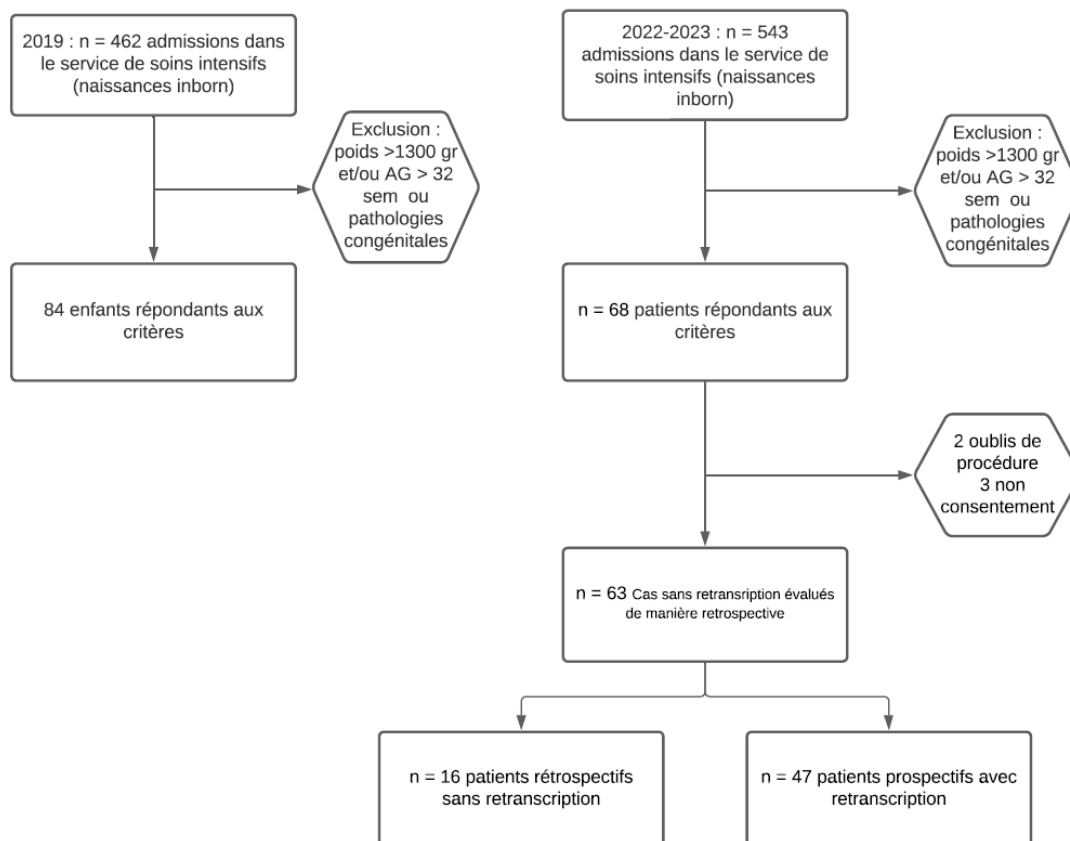 2019 : n = 462 admissions dans
le service de soins intensifs
(naissances inborn)
Exclusion :
poids >1300 gr
et/ou AG > 32
sem ou
pathologies
congénitales
84 enfants répondants aux
critères
2022-2023 : n = 543
admissions dans le service de
soins intensifs (naissances
inborn)
Exclusion :
poids >1300 gr
et/ou AG > 32
sem ou
pathologies
congénitales
n = 68 patients répondants aux
critères
2 oublis de
procédure
3 non
consentement
n = 63 Cas sans retransription évalués
de manière retrospective
n = 16 patients rétrospectifs
sans retranscription
n = 47 patients prospectifs avec
retranscription